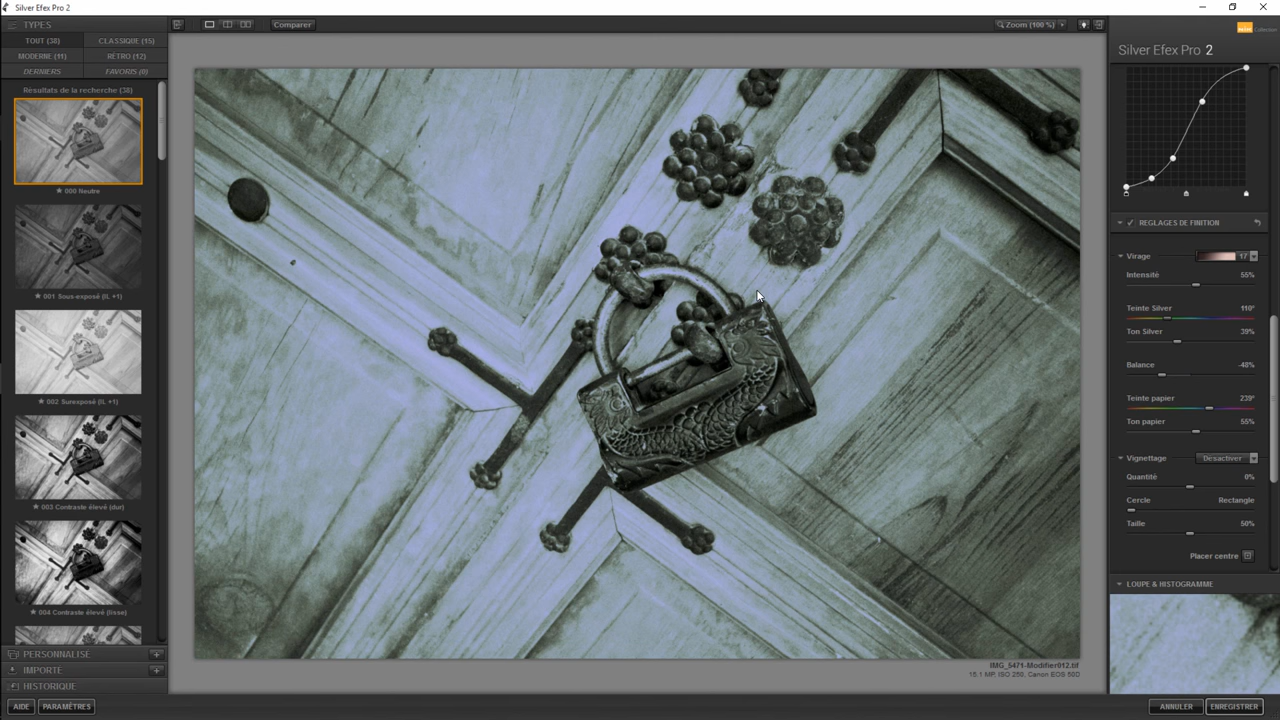 Silver Efex Pro 2
TYPES
TOUT (38)
CLASSIQUE (15)
MODERNE (11)
RÉTRO (12)
DERNIERS
FAVORIS (0)
Résultats de la recherche (38)
★ 000 Neutre
★ 001 Sous-exposé (IL +1)
★ 002 Surexposé (IL +1)
★ 003 Contraste élevé (dur)
★ 004 Contraste élevé (lisse)
PERSONNALISÉ
IMPORTÉ
HISTORIQUE
AIDE
PARAMÈTRES
Comparer
Zoom (100 %)
IMG_5471-Modifier012.tif
15.1 MP, ISO 250, Canon EOS 50D
Collection
Silver Efex Pro 2
RÉGLAGES DE FINITION
Virage 17
Intensité 55%
Teinte Silver 110°
Ton Silver 39%
Balance -48%
Teinte papier 239°
Ton papier 55%
Vignettage Désactiver
Quantité 0%
Cercle Rectangle
Taille 50%
Placer centre
LOUPE & HISTOGRAMME
ANNULER
ENREGISTRER